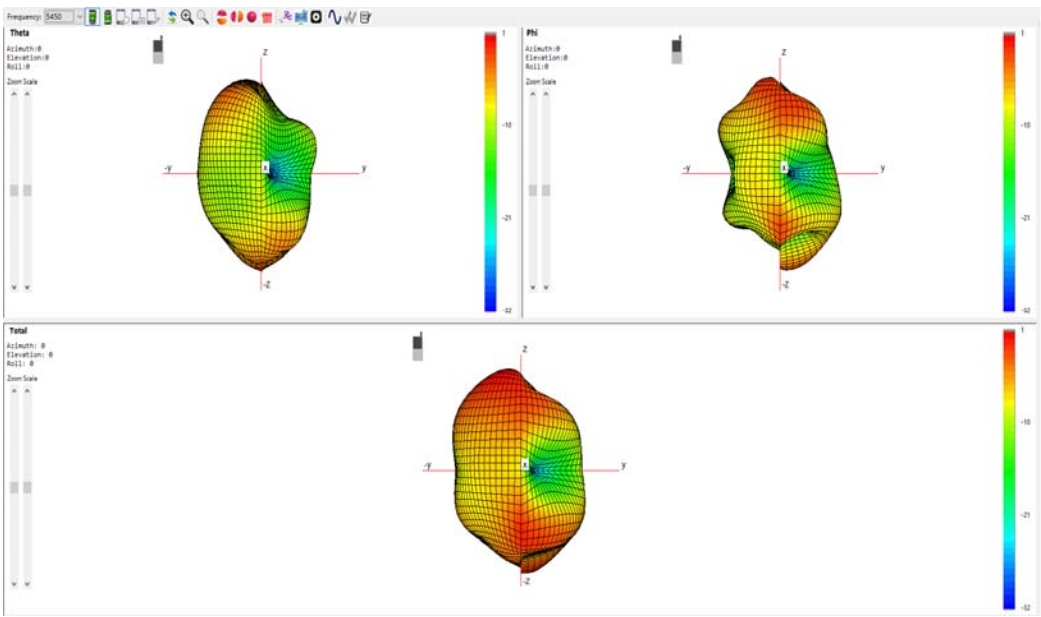 Frequency: 5450
Theta
Azimuth:0
Elevation:0
Roll:0
Zoom Scale
z
-y
x
y
-z
1
-10
-21
-32
Phi
Azimuth:0
Elevation:0
Roll:0
Zoom Scale
z
-y
x
y
-z
1
-10
-21
-32
Total
Azimuth: 0
Elevation: 0
Roll: 0
Zoom Scale
z
-y
x
y
-z
1
-10
-21
-32